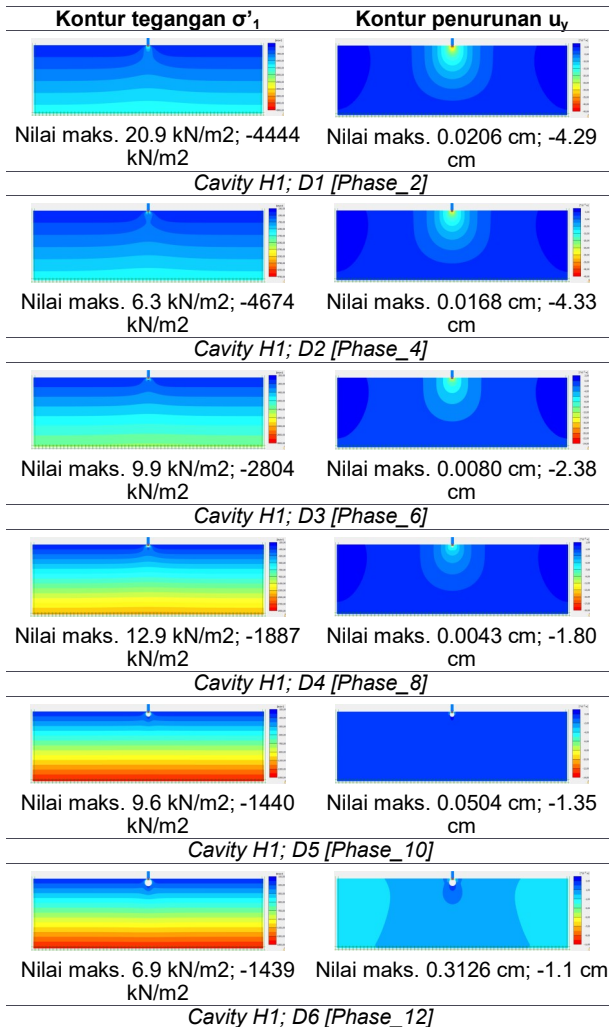 Kontur tegangan σ'₁
Kontur penurunan uᵧ
Nilai maks. 20.9 kN/m2; -4444
kN/m2
Nilai maks. 0.0206 cm; -4.29
cm
Cavity H1; D1 [Phase_2]
Nilai maks. 6.3 kN/m2; -4674
kN/m2
Nilai maks. 0.0168 cm; -4.33
cm
Cavity H1; D2 [Phase_4]
Nilai maks. 9.9 kN/m2; -2804
kN/m2
Nilai maks. 0.0080 cm; -2.38
cm
Cavity H1; D3 [Phase_6]
Nilai maks. 12.9 kN/m2; -1887
kN/m2
Nilai maks. 0.0043 cm; -1.80
cm
Cavity H1; D4 [Phase_8]
Nilai maks. 9.6 kN/m2; -1440
kN/m2
Nilai maks. 0.0504 cm; -1.35
cm
Cavity H1; D5 [Phase_10]
Nilai maks. 6.9 kN/m2; -1439
kN/m2
Nilai maks. 0.3126 cm; -1.1 cm
Cavity H1; D6 [Phase_12]